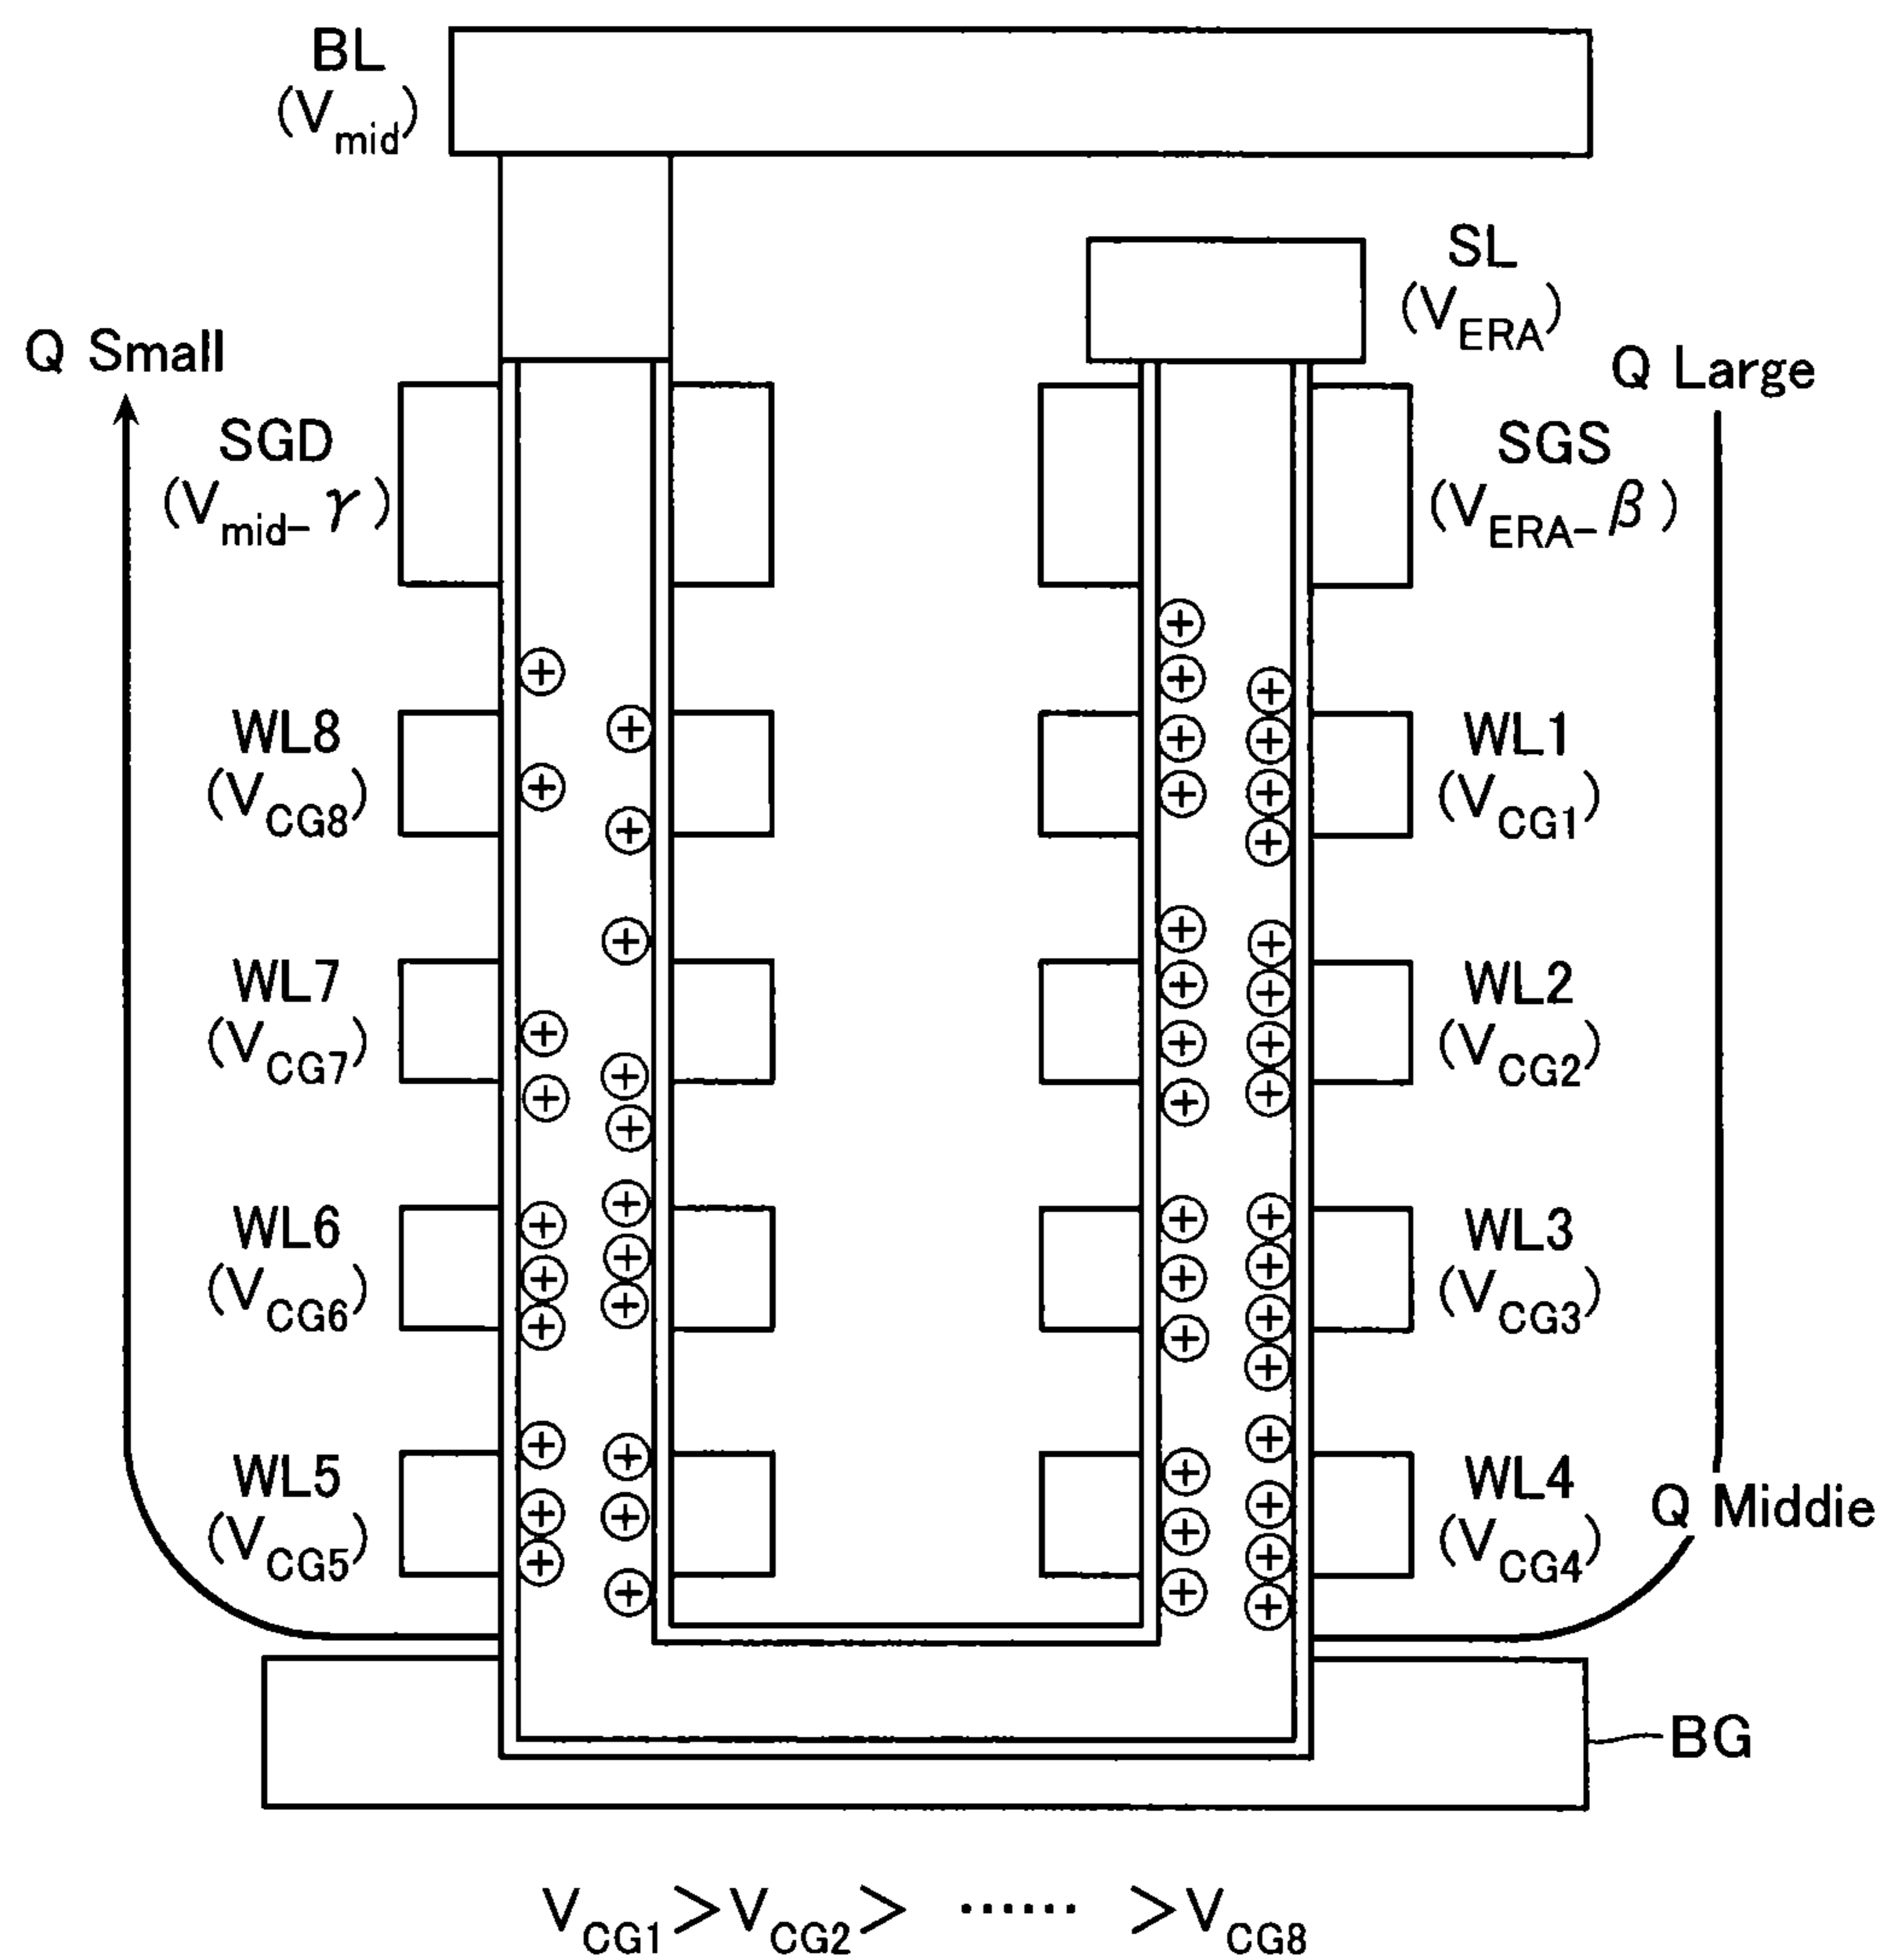 BL
(Vmid)
SL
(VERA)
Q Small
Q Large
SGD
(Vmid-γ)
SGS
(VERA-β)
WL8
(VCG8)
WL1
(VCG1)
WL7
(VCG7)
WL2
(VCG2)
WL6
(VCG6)
WL3
(VCG3)
WL5
(VCG5)
WL4
(VCG4)
Q Middie
BG
VCG1>VCG2> ······ >VCG8